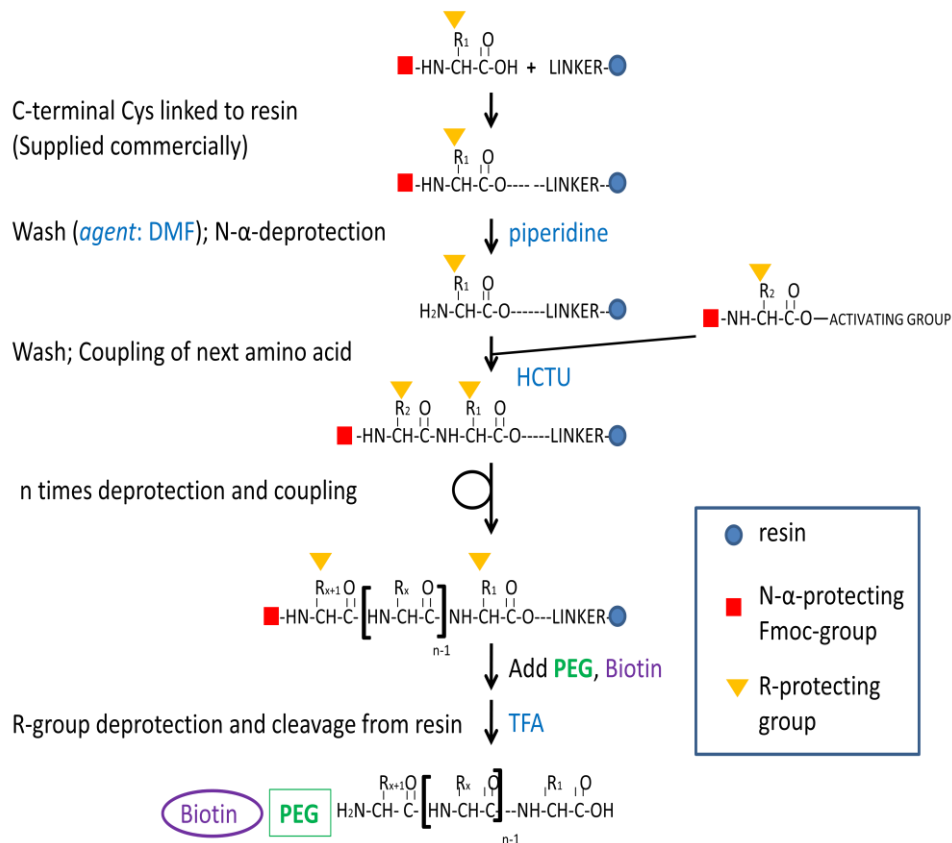 R1 O
-HN-CH-C-OH + LINKER-
C-terminal Cys linked to resin
(Supplied commercially)
R1 O
-HN-CH-C-O---- --LINKER--
Wash (agent: DMF); N-α-deprotection
piperidine
R1 O
H2N-CH-C-O------LINKER--
R2 O
-NH-CH-C-O—ACTIVATING GROUP
Wash; Coupling of next amino acid
HCTU
R2 O R1 O
-HN-CH-C-NH-CH-C-O-----LINKER-
n times deprotection and coupling
Rx+1 O Rx O R1 O
-HN-CH-C-[HN-CH-C-]NH-CH-C-O---LINKER-
n-1
Add PEG, Biotin
R-group deprotection and cleavage from resin
TFA
Rx+1 O Rx O R1 O
Biotin PEG H2N-CH-C-[HN-CH-C-]--NH-CH-C-OH
n-1
resin
N-α-protecting
Fmoc-group
R-protecting
group